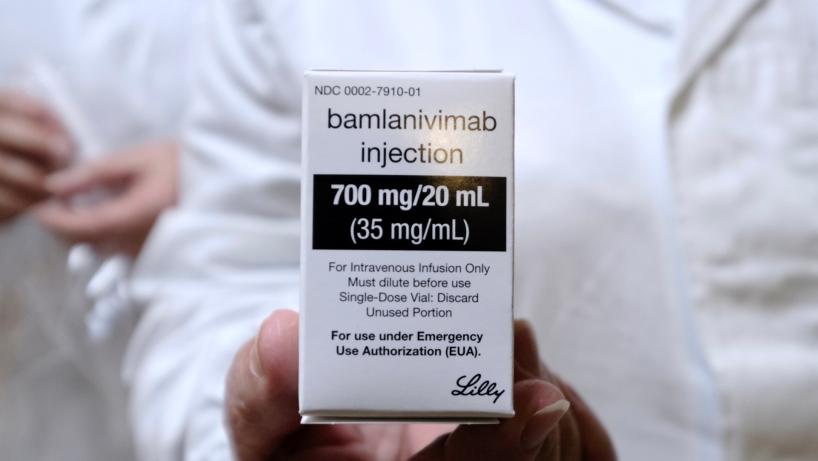 NDC 0002-7910-01
bamlanivimab
injection
700 mg/20 mL
(35 mg/mL)
For Intravenous Infusion Only
Must dilute before use
Single-Dose Vial: Discard
Unused Portion
For use under Emergency
Use Authorization (EUA).
Lilly